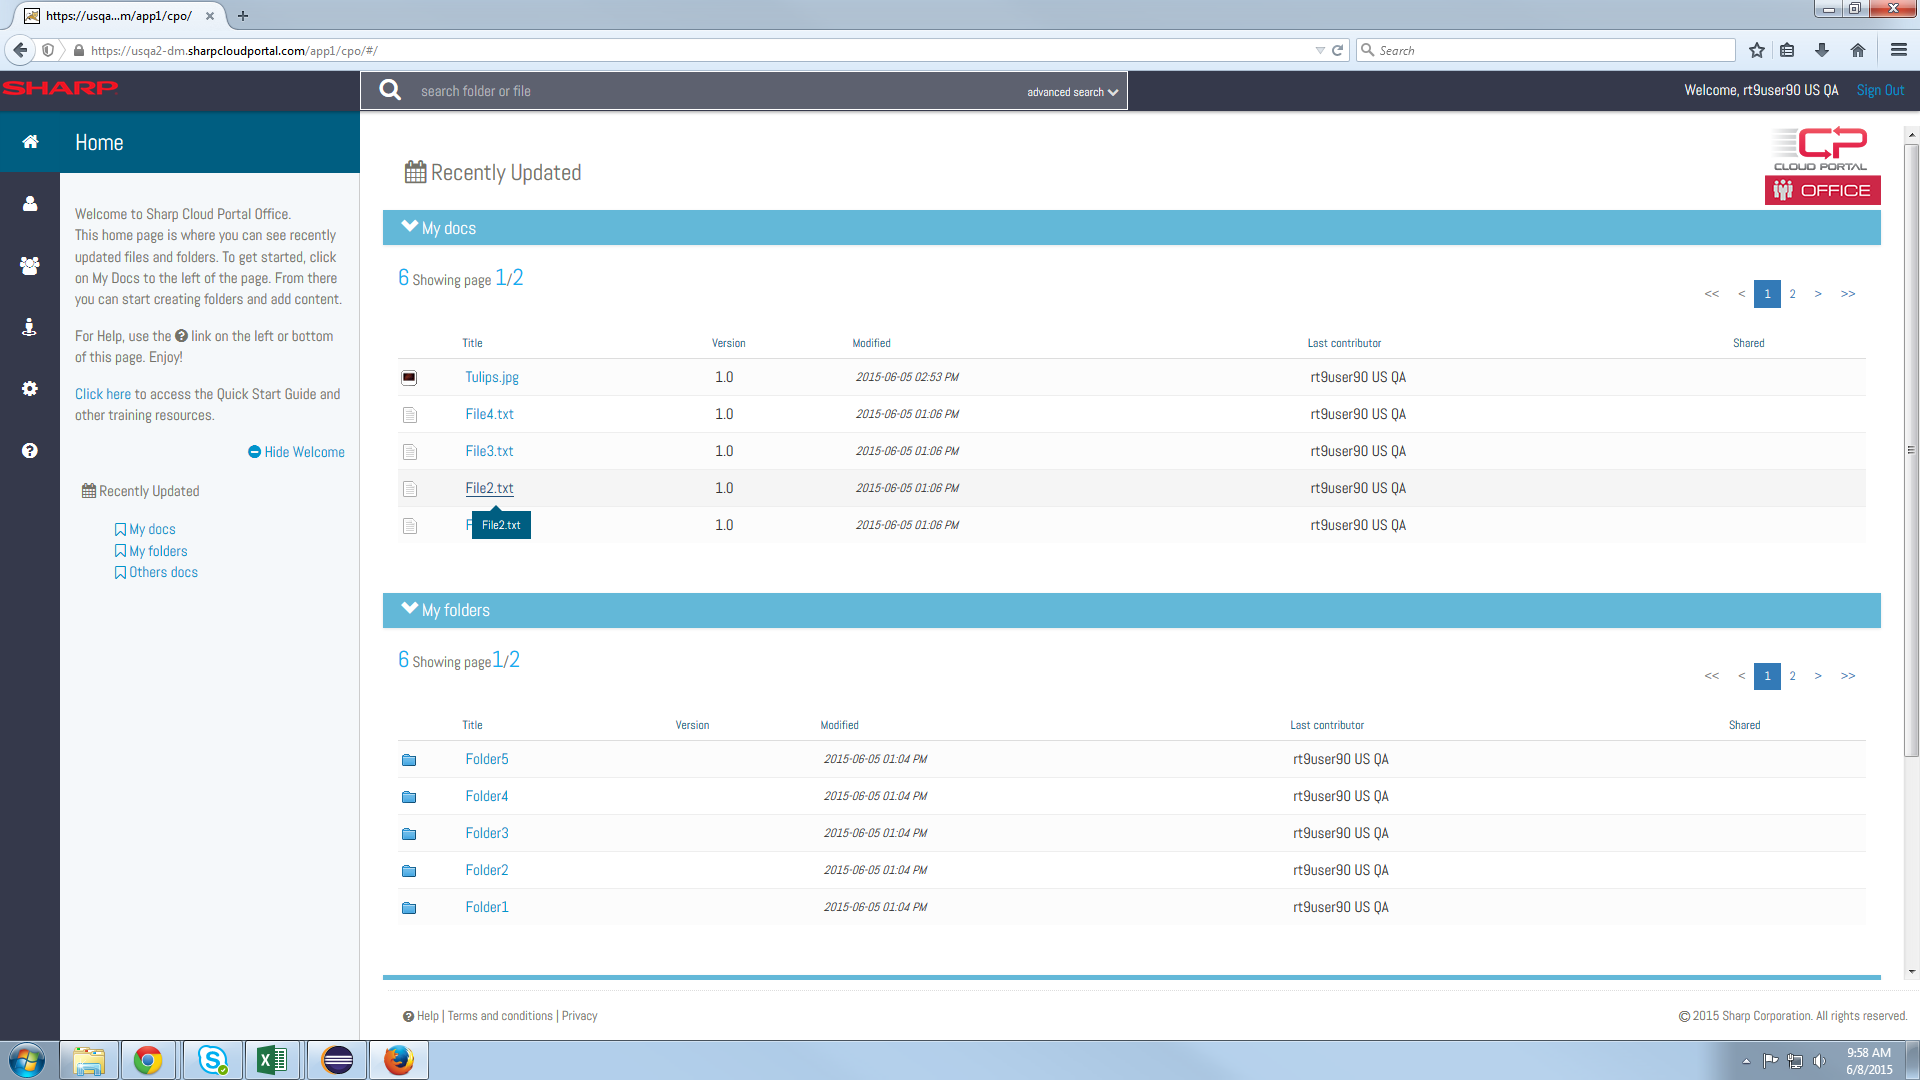 https://usqa...m/app1/cpo/
https://usqa2-dm.sharpcloudportal.com/app1/cpo/#/
Search
SHARP
search folder or file
advanced search
Welcome, rt9user90 US QA
Sign Out
Home
Welcome to Sharp Cloud Portal Office.
This home page is where you can see recently
updated files and folders. To get started, click
on My Docs to the left of the page. From there
you can start creating folders and add content.
For Help, use the ? link on the left or bottom
of this page. Enjoy!
Click here to access the Quick Start Guide and
other training resources.
Hide Welcome
Recently Updated
My docs
My folders
Others docs
Recently Updated
CP
CLOUD PORTAL
OFFICE
My docs
6 Showing page 1/2
<< < 1 2 > >>
Title Version Modified Last contributor Shared
Tulips.jpg 1.0 2015-06-05 02:53 PM rt9user90 US QA
File4.txt 1.0 2015-06-05 01:06 PM rt9user90 US QA
File3.txt 1.0 2015-06-05 01:06 PM rt9user90 US QA
File2.txt 1.0 2015-06-05 01:06 PM rt9user90 US QA
File2.txt
1.0 2015-06-05 01:06 PM rt9user90 US QA
My folders
6 Showing page1/2
<< < 1 2 > >>
Title Version Modified Last contributor Shared
Folder5 2015-06-05 01:04 PM rt9user90 US QA
Folder4 2015-06-05 01:04 PM rt9user90 US QA
Folder3 2015-06-05 01:04 PM rt9user90 US QA
Folder2 2015-06-05 01:04 PM rt9user90 US QA
Folder1 2015-06-05 01:04 PM rt9user90 US QA
Help | Terms and conditions | Privacy
© 2015 Sharp Corporation. All rights reserved.
9:58 AM
6/8/2015